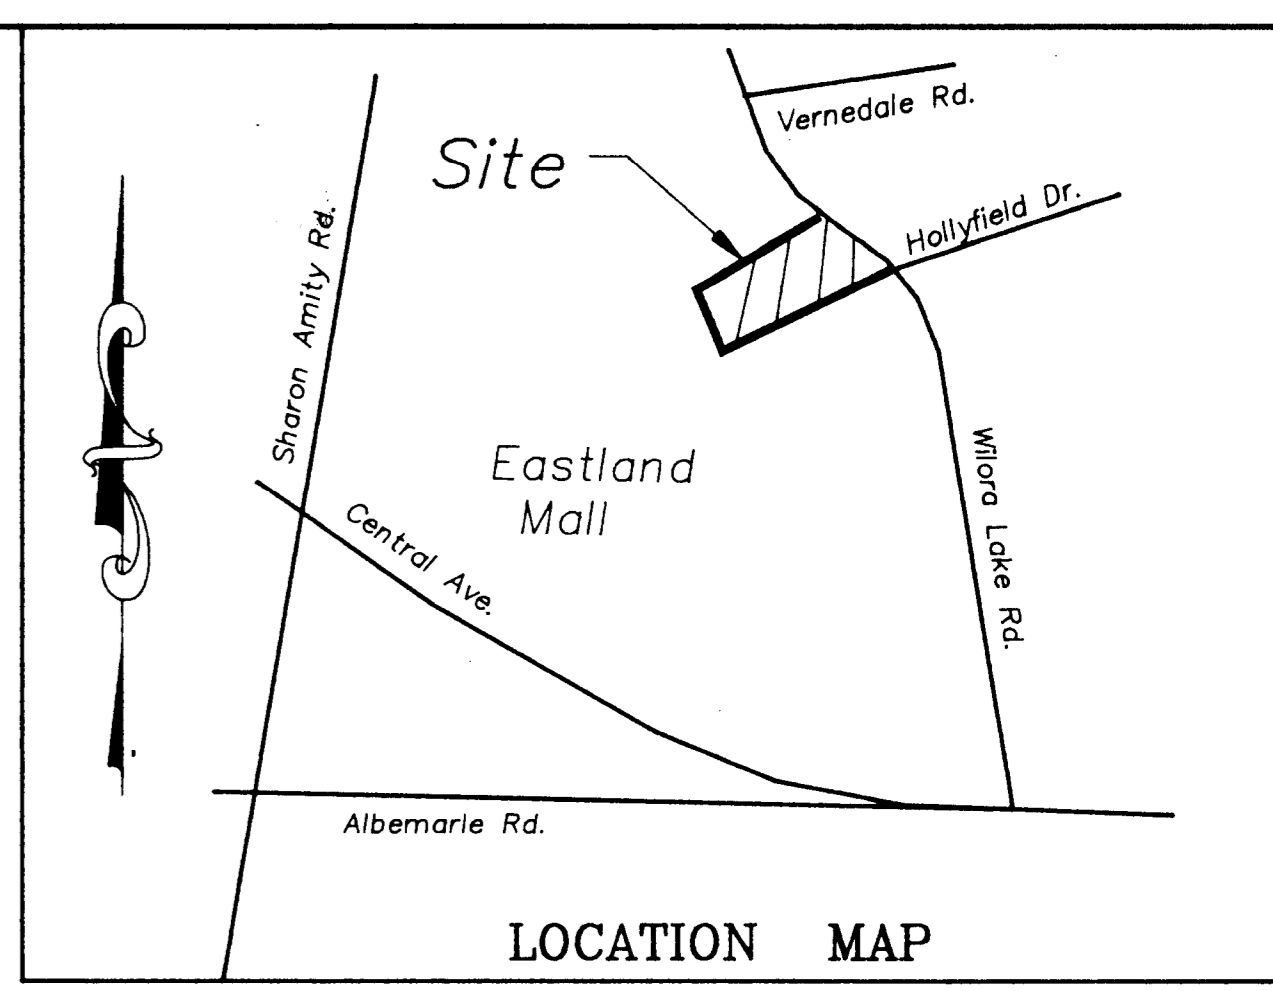 Vernedale Rd.
Site
Hollyfield Dr.
Sharon Amity Rd.
Eastland
Mall
Central Ave.
Wilora Lake Rd.
Albemarle Rd.
LOCATION MAP